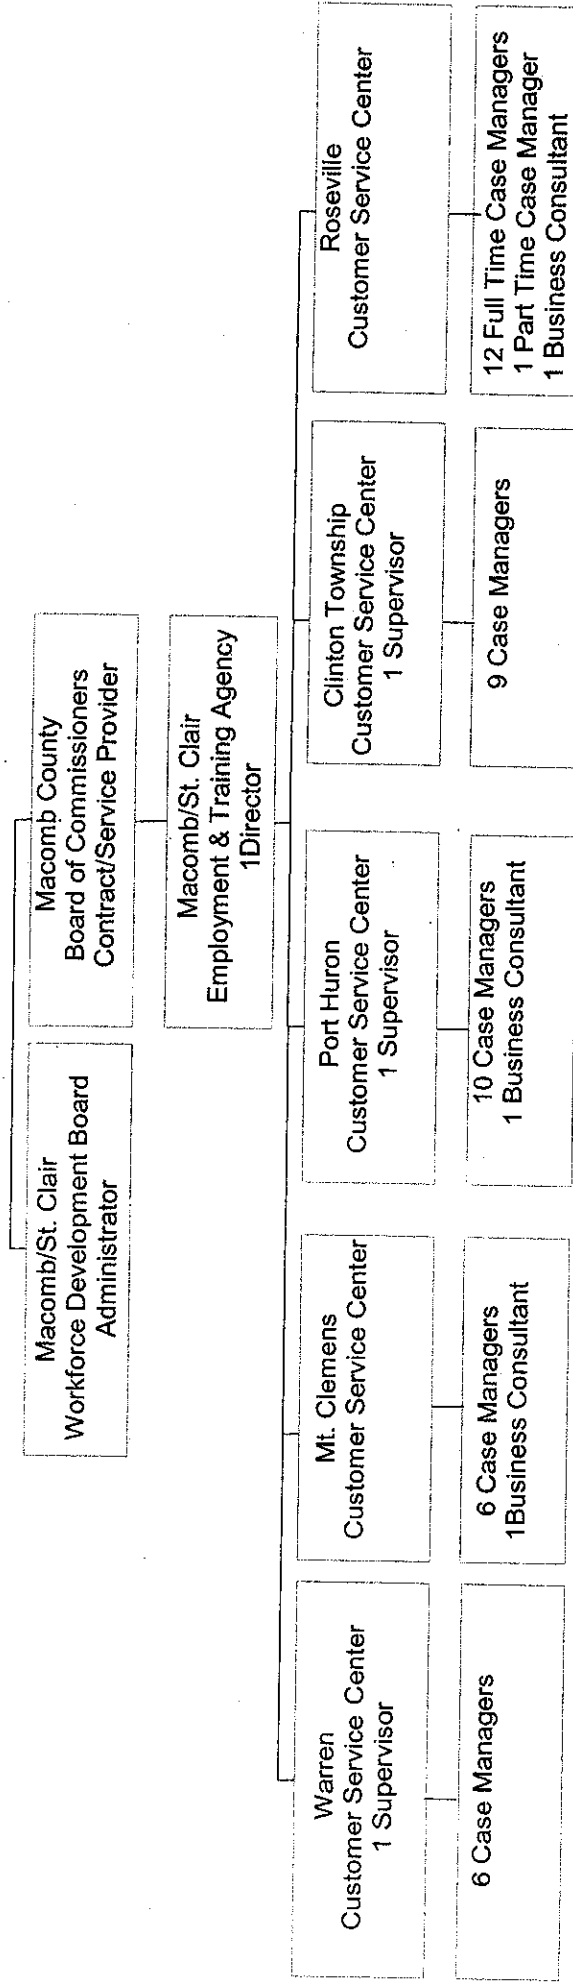 Macomb/St. Clair
Workforce Development Board
Administrator
Macomb County
Board of Commissioners
Contract/Service Provider
Macomb/St. Clair
Employment & Training Agency
1Director
Warren
Customer Service Center
1 Supervisor
Mt. Clemens
Customer Service Center
Port Huron
Customer Service Center
1 Supervisor
Clinton Township
Customer Service Center
1 Supervisor
Roseville
Customer Service Center
6 Case Managers
6 Case Managers
1Business Consultant
10 Case Managers
1 Business Consultant
9 Case Managers
12 Full Time Case Managers
1 Part Time Case Manager
1 Business Consultant